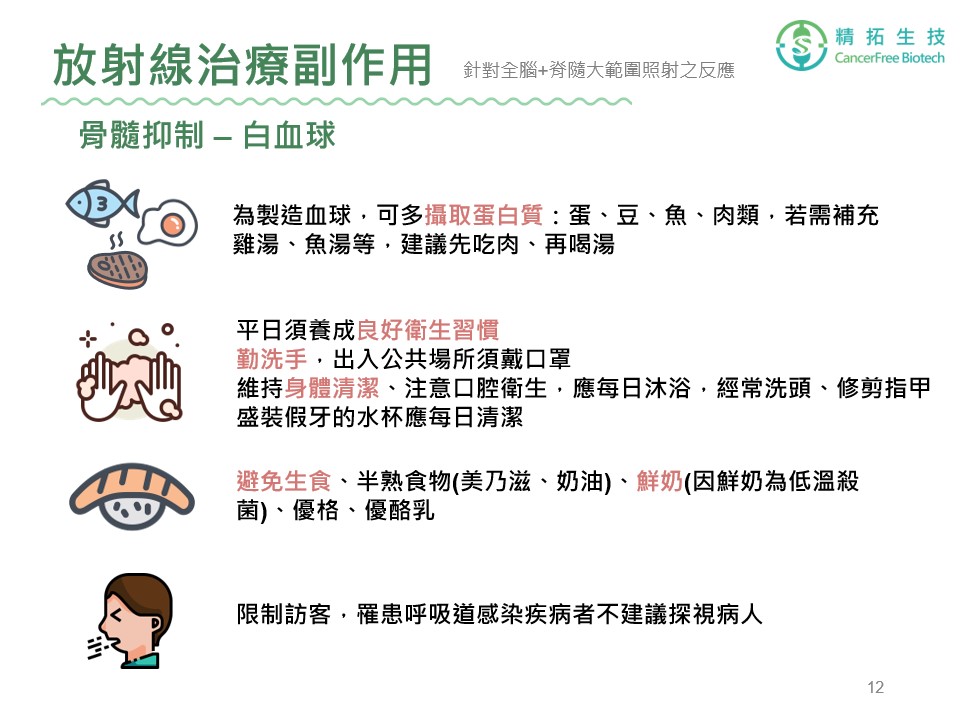 放射線治療副作用
針對全腦+脊隨大範圍照射之反應
精拓生技
CancerFree Biotech
骨髓抑制 – 白血球
為製造血球，可多攝取蛋白質：蛋、豆、魚、肉類，若需補充
雞湯、魚湯等，建議先吃肉、再喝湯
平日須養成良好衛生習慣
勤洗手，出入公共場所須戴口罩
維持身體清潔、注意口腔衛生，應每日沐浴，經常洗頭、修剪指甲
盛裝假牙的水杯應每日清潔
避免生食、半熟食物(美乃滋、奶油)、鮮奶(因鮮奶為低溫殺
菌)、優格、優酪乳
限制訪客，罹患呼吸道感染疾病者不建議探視病人
12